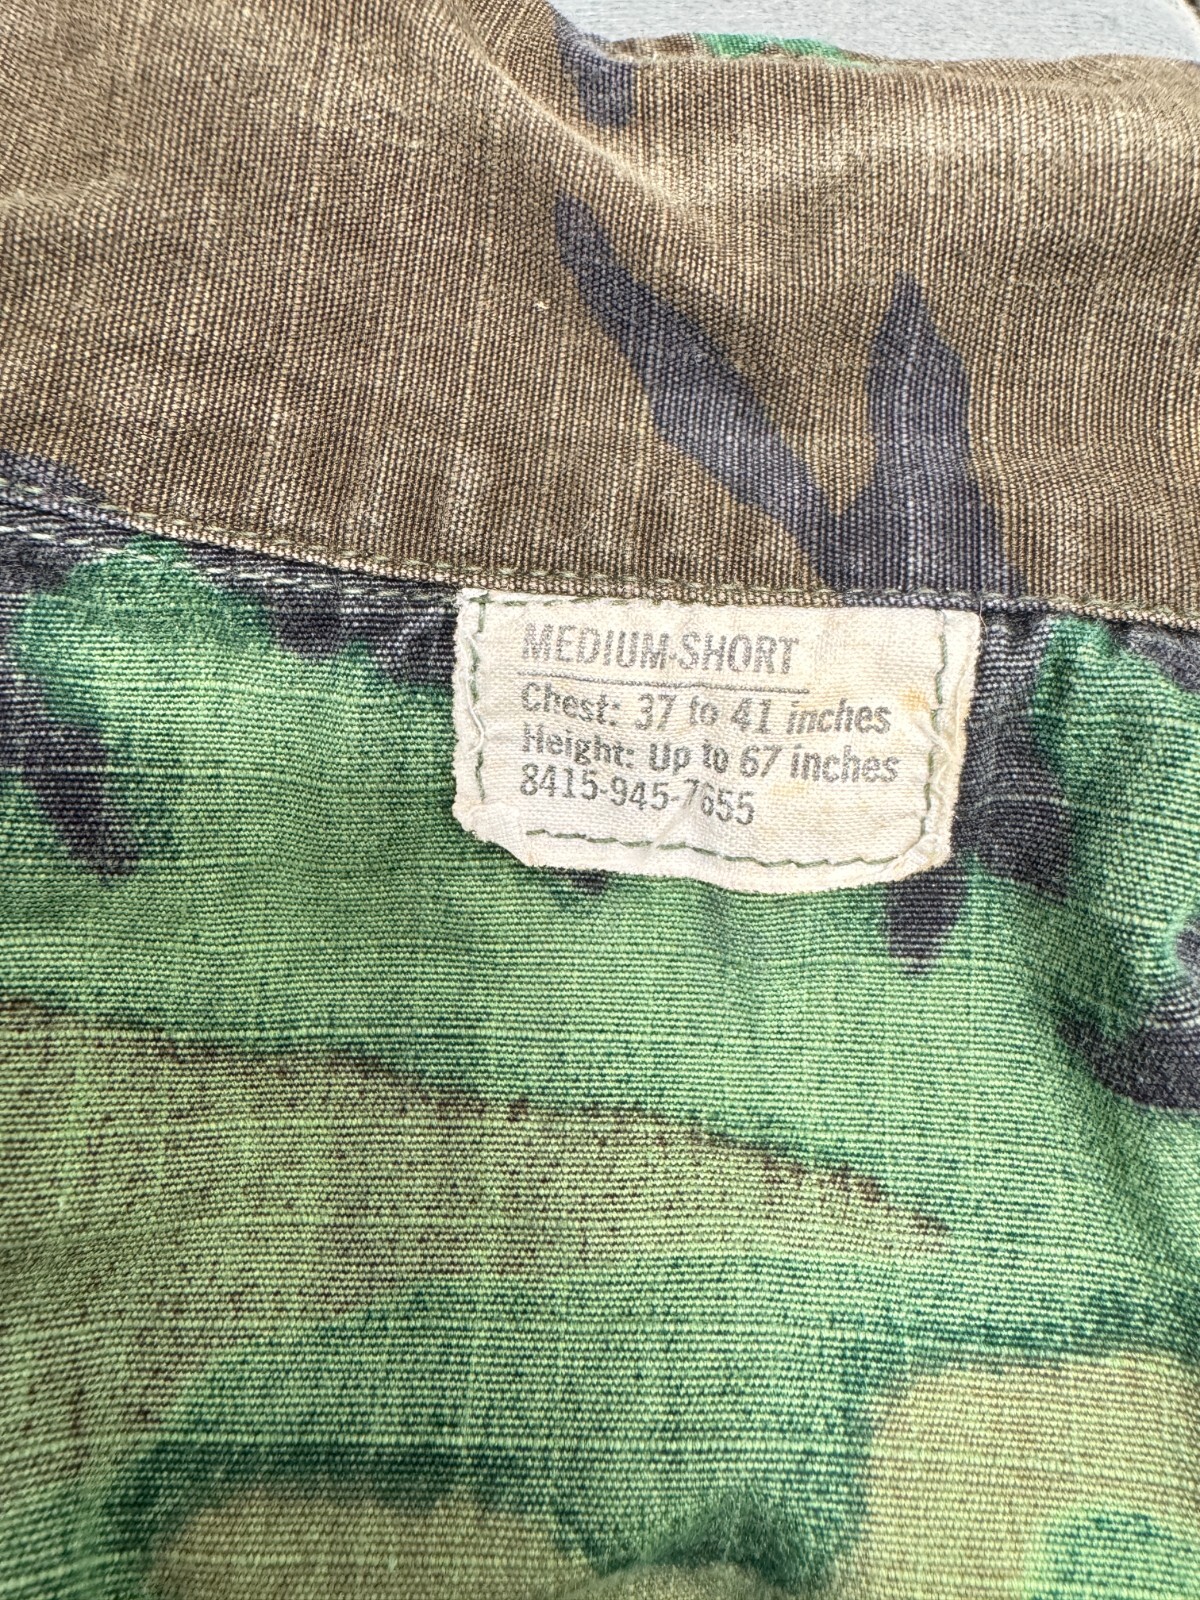 MEDIUM-SHORT
Chest: 37 to 41 inches
Height: Up to 67 inches
8415-945-7655